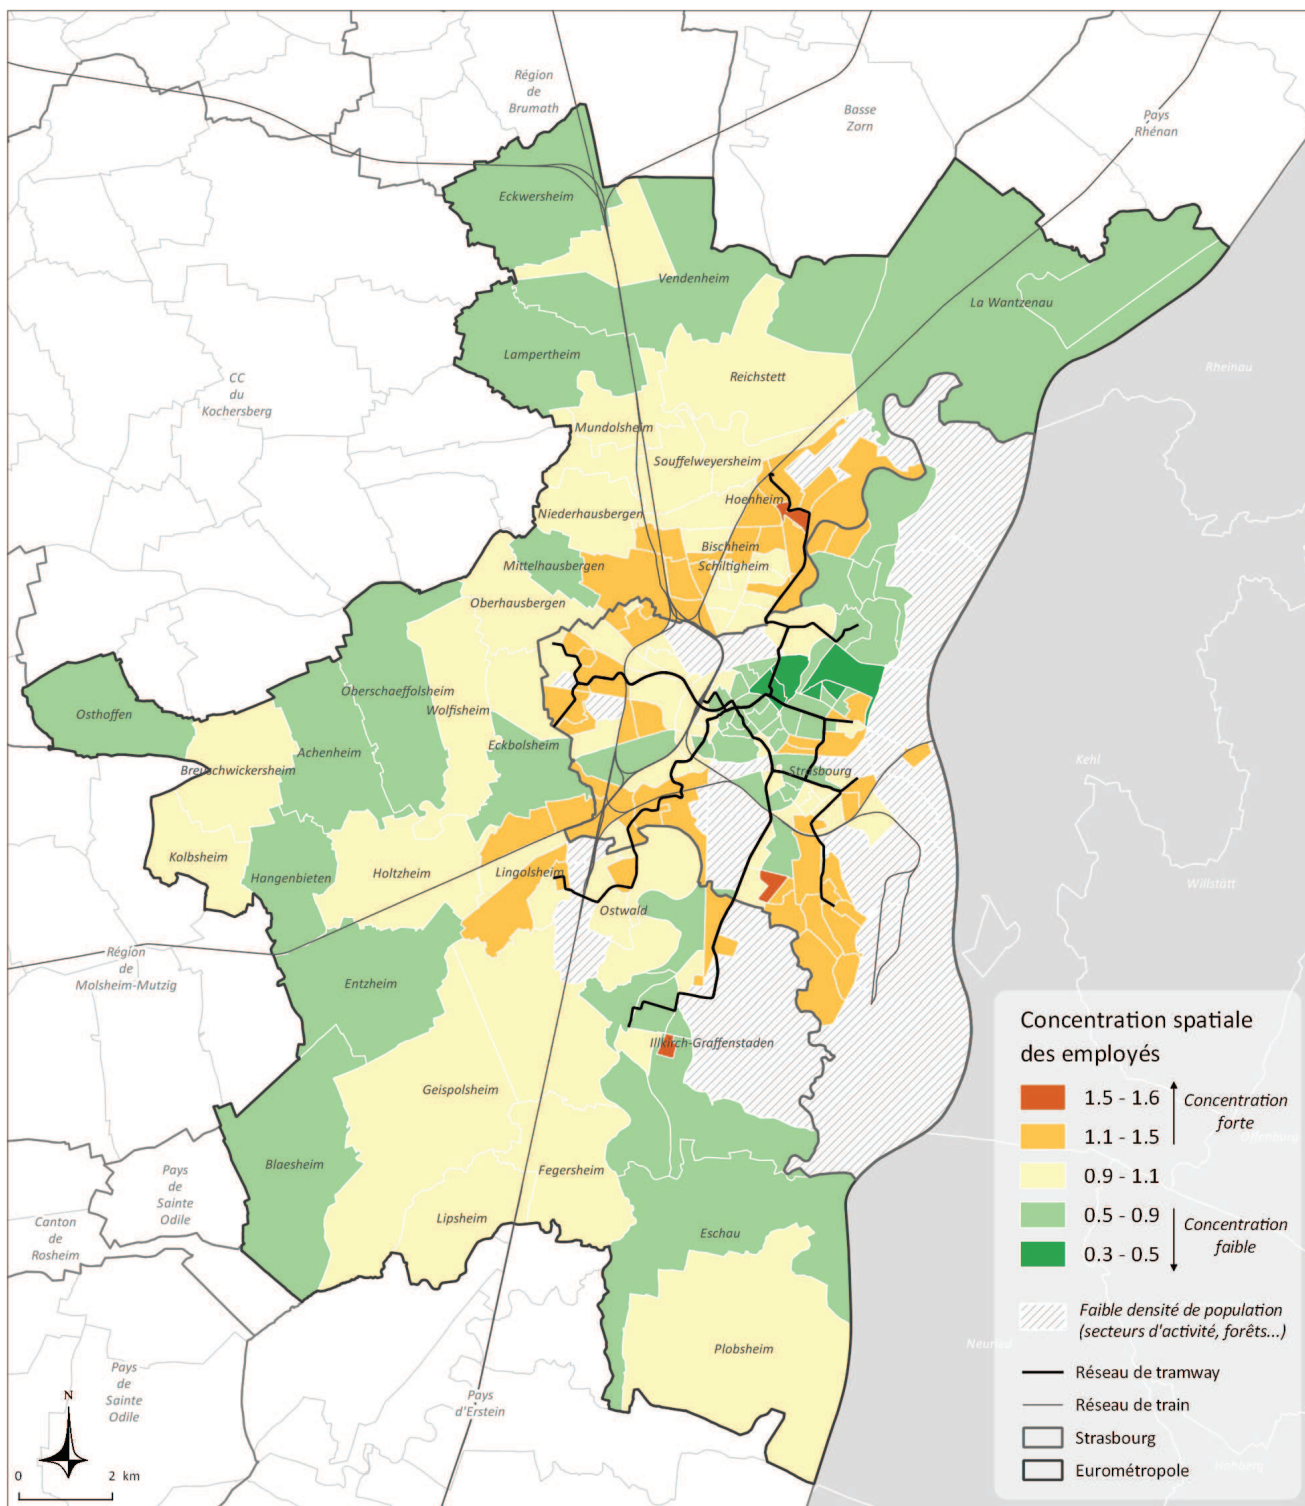 Région
de
Brumath
Basse
Zorn
Pays
Rhénan
Eckwersheim
Vendenheim
La Wantzenau
Lampertheim
Rheinau
CC
du
Kochersberg
Reichstett
Mundolsheim
Souffelweyersheim
Hoenheim
Niederhausbergen
Bischheim
Schiltigheim
Mittelhausbergen
Oberhausbergen
Oberschaeffolsheim
Wolfisheim
Osthoffen
Achenheim
Eckbolsheim
Breuschwickersheim
Strasbourg
Kehl
Kolbsheim
Hangenbieten
Holtzheim
Lingolsheim
Willstätt
Ostwald
Région
de
Molsheim-Mutzig
Entzheim
Illkirch-Graffenstaden
Geispolsheim
Blaesheim
Fegersheim
Pays
de
Sainte
Odile
Canton
de
Rosheim
Lipsheim
Eschau
Plobsheim
Pays
de
Sainte
Odile
Pays
d'Erstein
N
0 2 km
Concentration spatiale
des employés
1.5 - 1.6
1.1 - 1.5
0.9 - 1.1
0.5 - 0.9
0.3 - 0.5
Concentration
forte
Concentration
faible
Faible densité de population
(secteurs d'activité, forêts...)
Réseau de tramway
Réseau de train
Strasbourg
Eurométropole